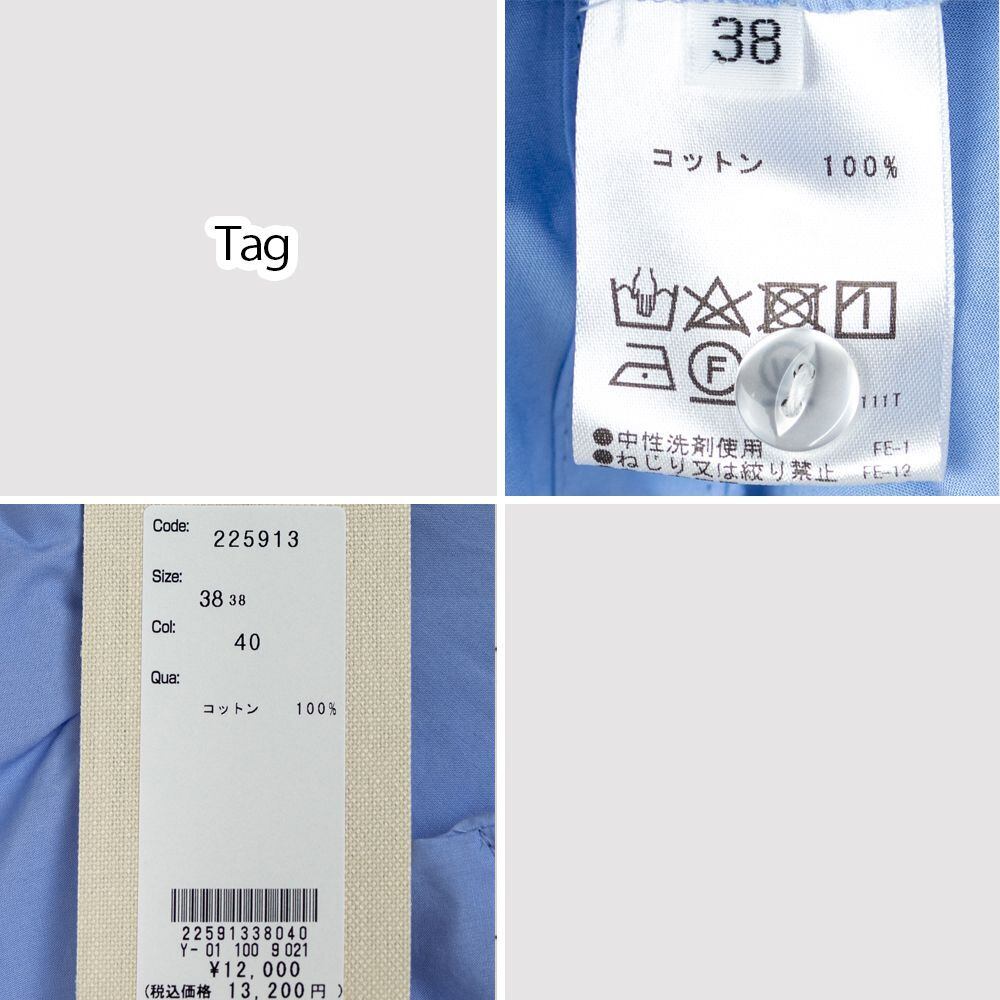 Tag
38
コットン 100%
F
111T
●中性洗剤使用 FE-1
●ねじり又は絞り禁止 FE-12
Code: 225913
Size: 38 38
Col: 40
Qua:
コットン 100%
22591338040
Y-01 100 9021
¥12,000
(税込価格 13,200円 )